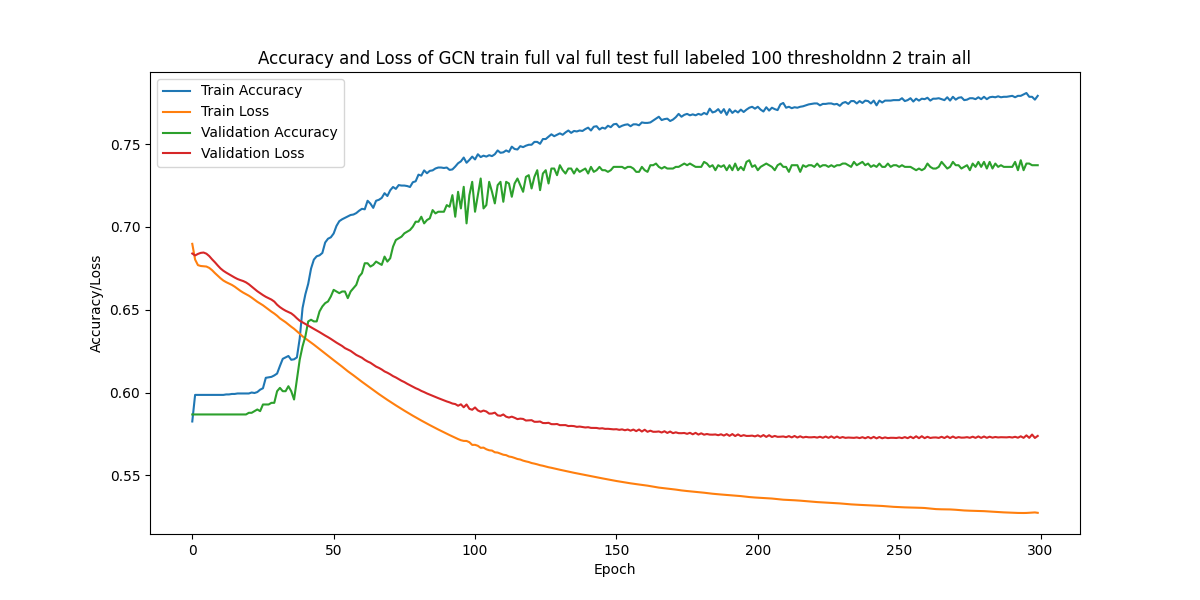 Accuracy and Loss of GCN train full val full test full labeled 100 thresholdnn 2 train all
Train Accuracy
Train Loss
Validation Accuracy
Validation Loss
Accuracy/Loss
0.75
0.70
0.65
0.60
0.55
0 50 100 150 200 250 300
Epoch